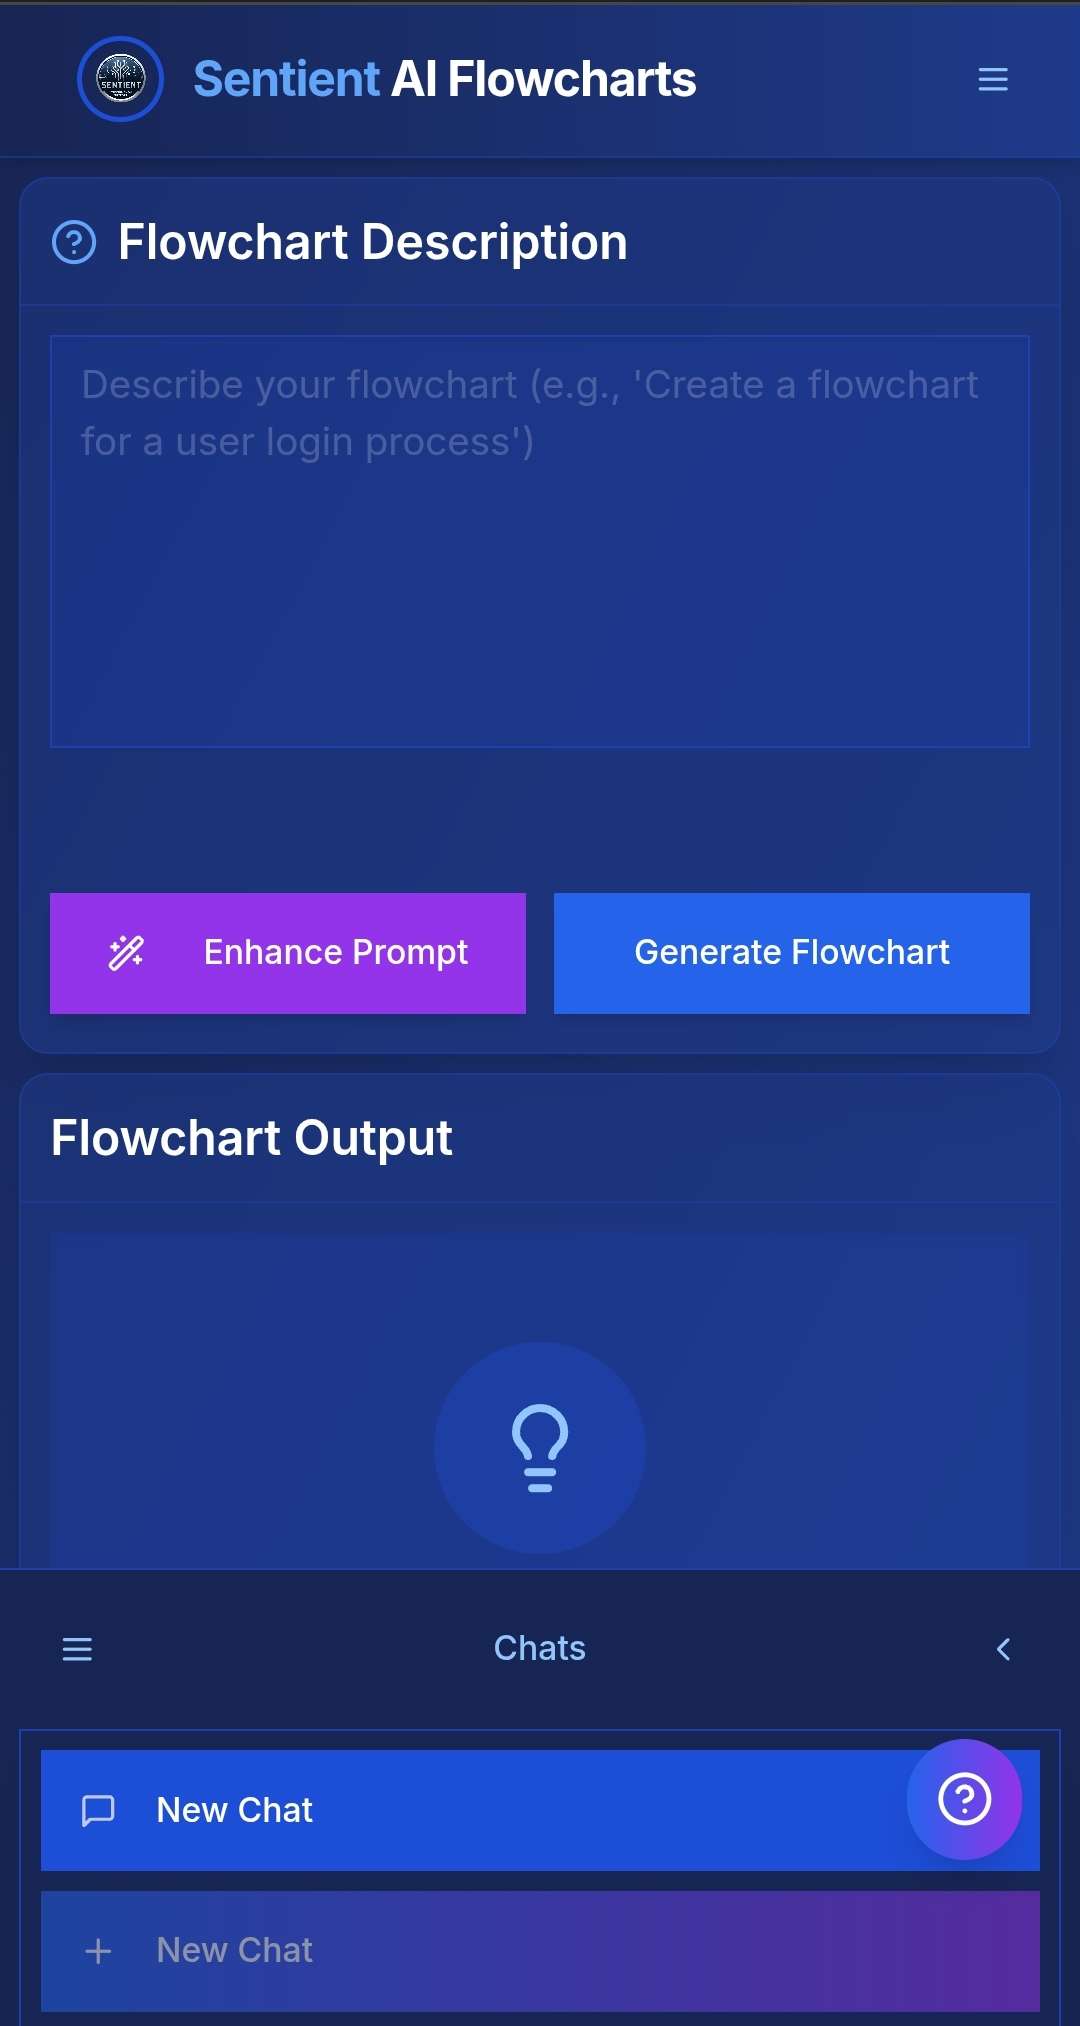 SENTIENT
Sentient AI Flowcharts
Flowchart Description
Describe your flowchart (e.g., 'Create a flowchart
for a user login process')
Enhance Prompt
Generate Flowchart
Flowchart Output
Chats
New Chat
New Chat